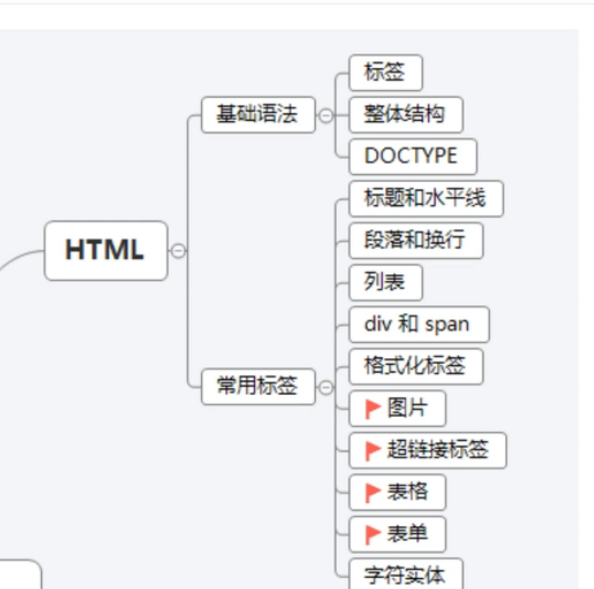 HTML
基础语法
标签
整体结构
DOCTYPE
常用标签
标题和水平线
段落和换行
列表
div 和 span
格式化标签
图片
超链接标签
表格
表单
字符实体